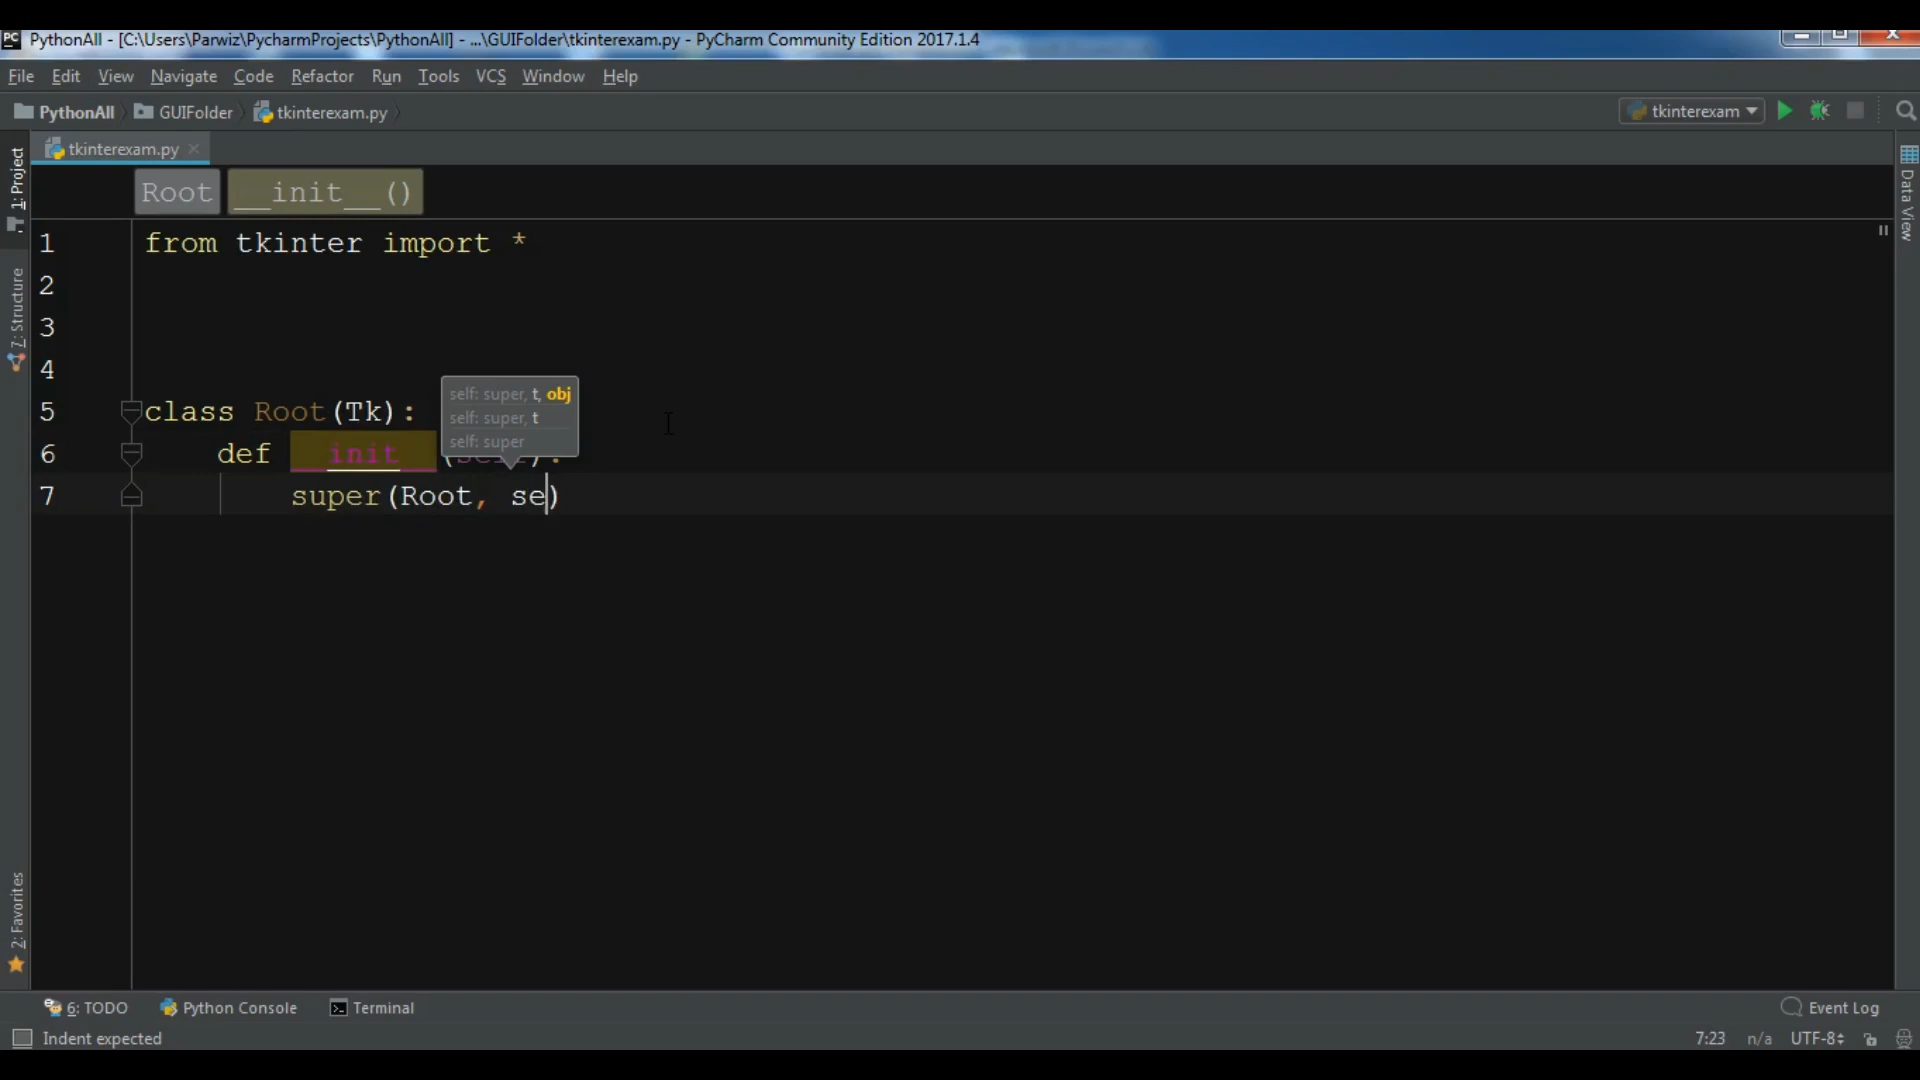 PC PythonAll - [C:\Users\Parwiz\PycharmProjects\PythonAll] - ...\GUIFolder\tkinterexam.py - PyCharm Community Edition 2017.1.4
File Edit View Navigate Code Refactor Run Tools VCS Window Help
PythonAll GUIFolder tkinterexam.py tkinterexam
tkinterexam.py
1: Project
7: Structure
2: Favorites
Data View
Root __init__()
1 from tkinter import *
2
3
4
self: super, t, obj
self: super, t
self: super
5 class Root(Tk):
6 def __init__(self):
7 super(Root, se)
6: TODO Python Console Terminal Event Log
Indent expected 7:23 n/a UTF-8